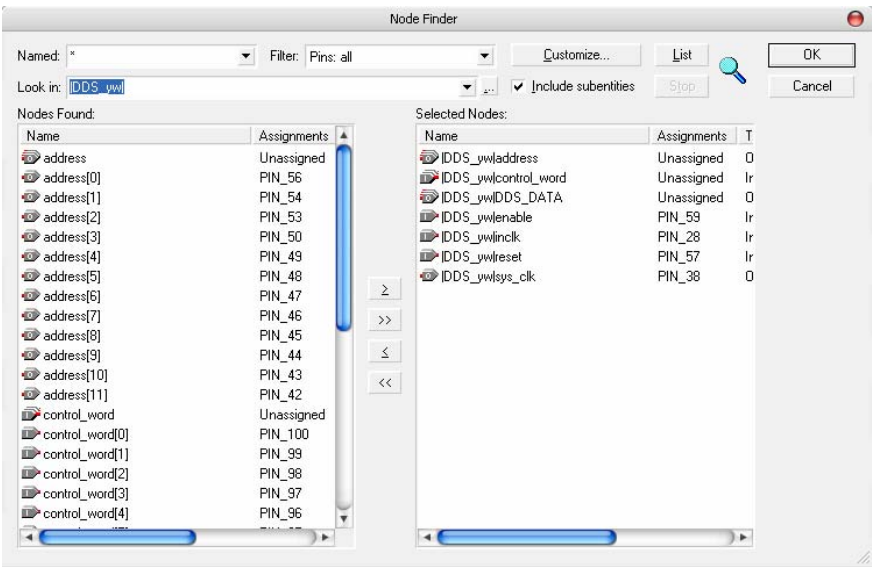 Node Finder
Named: * Filter: Pins: all Customize... List OK
Look in: |DDS_yw| ... Include subentities Stop Cancel
Nodes Found: Selected Nodes:
Name Assignments Name Assignments T
address Unassigned |DDS_yw|address Unassigned O
address[0] PIN_56 |DDS_yw|control_word Unassigned Ir
address[1] PIN_54 |DDS_yw|DDS_DATA Unassigned O
address[2] PIN_53 |DDS_yw|enable PIN_59 Ir
address[3] PIN_50 |DDS_yw|inclk PIN_28 Ir
address[4] PIN_49 |DDS_yw|reset PIN_57 Ir
address[5] PIN_48 |DDS_yw|sys_clk PIN_38 O
address[6] PIN_47 >
address[7] PIN_46 >>
address[8] PIN_45
address[9] PIN_44 <
address[10] PIN_43 <<
address[11] PIN_42
control_word Unassigned
control_word[0] PIN_100
control_word[1] PIN_99
control_word[2] PIN_98
control_word[3] PIN_97
control_word[4] PIN_96